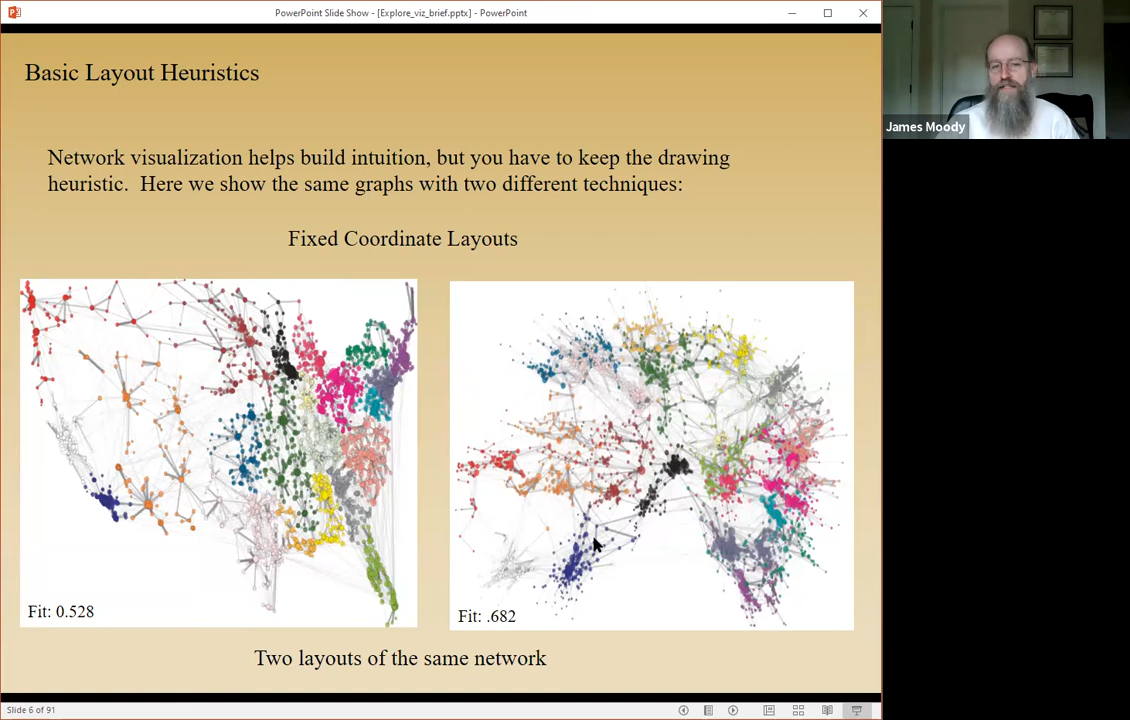 PowerPoint Slide Show - [Explore_viz_brief.pptx] - PowerPoint
Basic Layout Heuristics
James Moody
Network visualization helps build intuition, but you have to keep the drawing
heuristic. Here we show the same graphs with two different techniques:
Fixed Coordinate Layouts
Fit: 0.528
Fit: .682
Two layouts of the same network
Slide 6 of 91